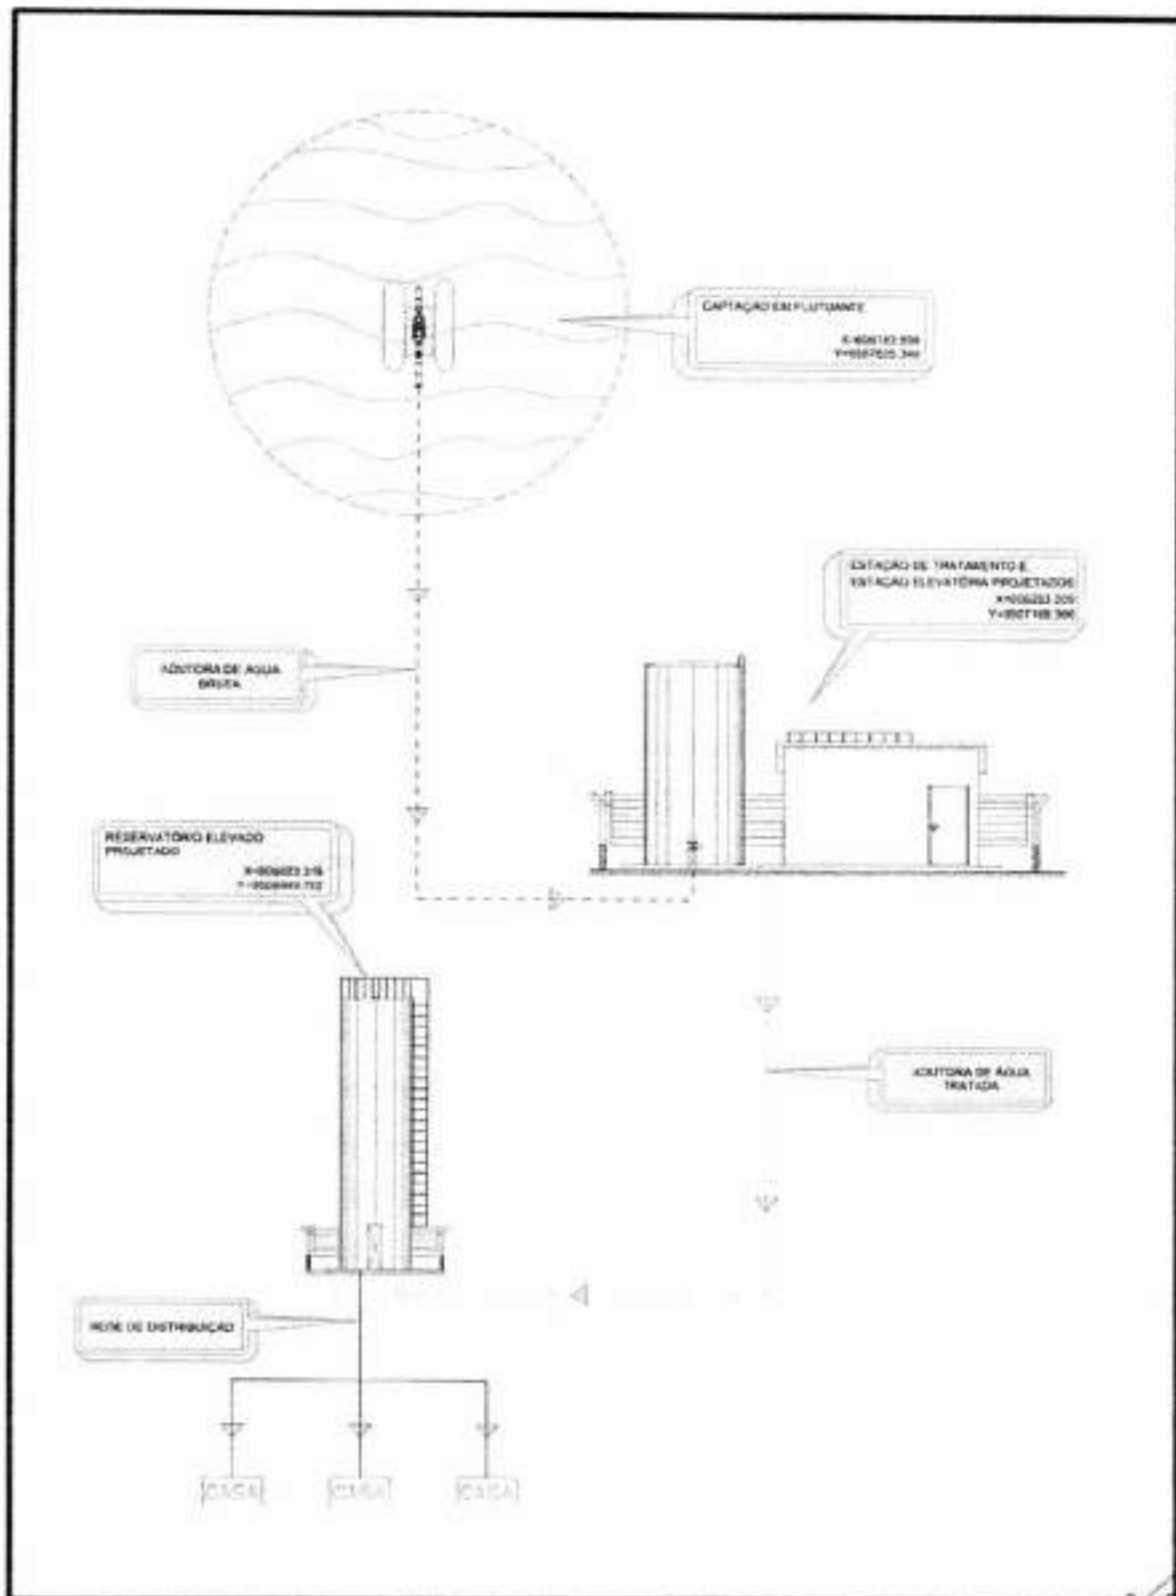 CAPTAÇÃO EM FLUTUANTE
ESTAÇÃO DE TRATAMENTO E
ESTAÇÃO ELEVATÓRIA PROJETADOS
ADUTORA DE ÁGUA
BRUTA
RESERVATÓRIO ELEVADO
PROJETADO
ADUTORA DE ÁGUA
TRATADA
REDE DE DISTRIBUIÇÃO
CASA CASA CASA